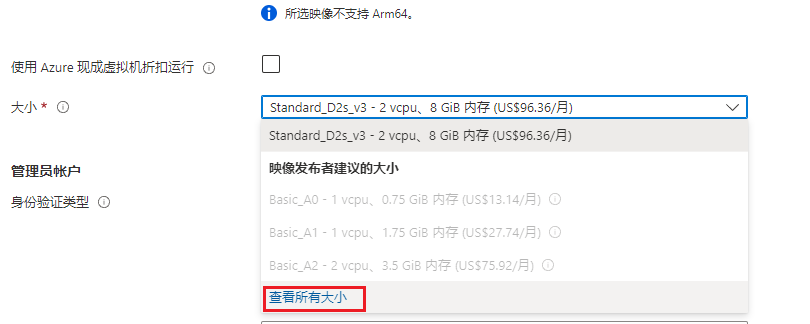 所选映像不支持 Arm64。
使用 Azure 现成虚拟机折扣运行
大小 *
Standard_D2s_v3 - 2 vcpu、8 GiB 内存 (US$96.36/月)
Standard_D2s_v3 - 2 vcpu、8 GiB 内存 (US$96.36/月)
映像发布者建议的大小
管理员帐户
身份验证类型
Basic_A0 - 1 vcpu、0.75 GiB 内存 (US$13.14/月)
Basic_A1 - 1 vcpu、1.75 GiB 内存 (US$27.74/月)
Basic_A2 - 2 vcpu、3.5 GiB 内存 (US$75.92/月)
查看所有大小